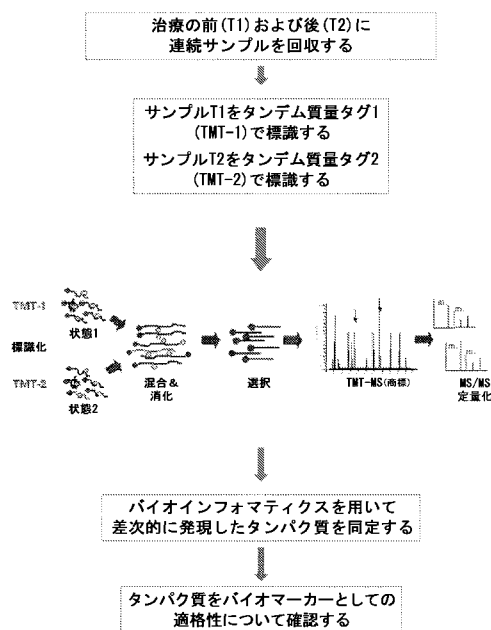 治療の前(T1)および後(T2)に
連続サンプルを回収する
サンプルT1をタンデム質量タグ1
(TMT-1)で標識する
サンプルT2をタンデム質量タグ2
(TMT-2)で標識する
TMT-1
状態1
標識化
TMT-2
状態2
混合&
消化
選択
TMT-MS(商標)
MS/MS
定量化
バイオインフォマティクスを用いて
差次的に発現したタンパク質を同定する
タンパク質をバイオマーカーとしての
適格性について確認する